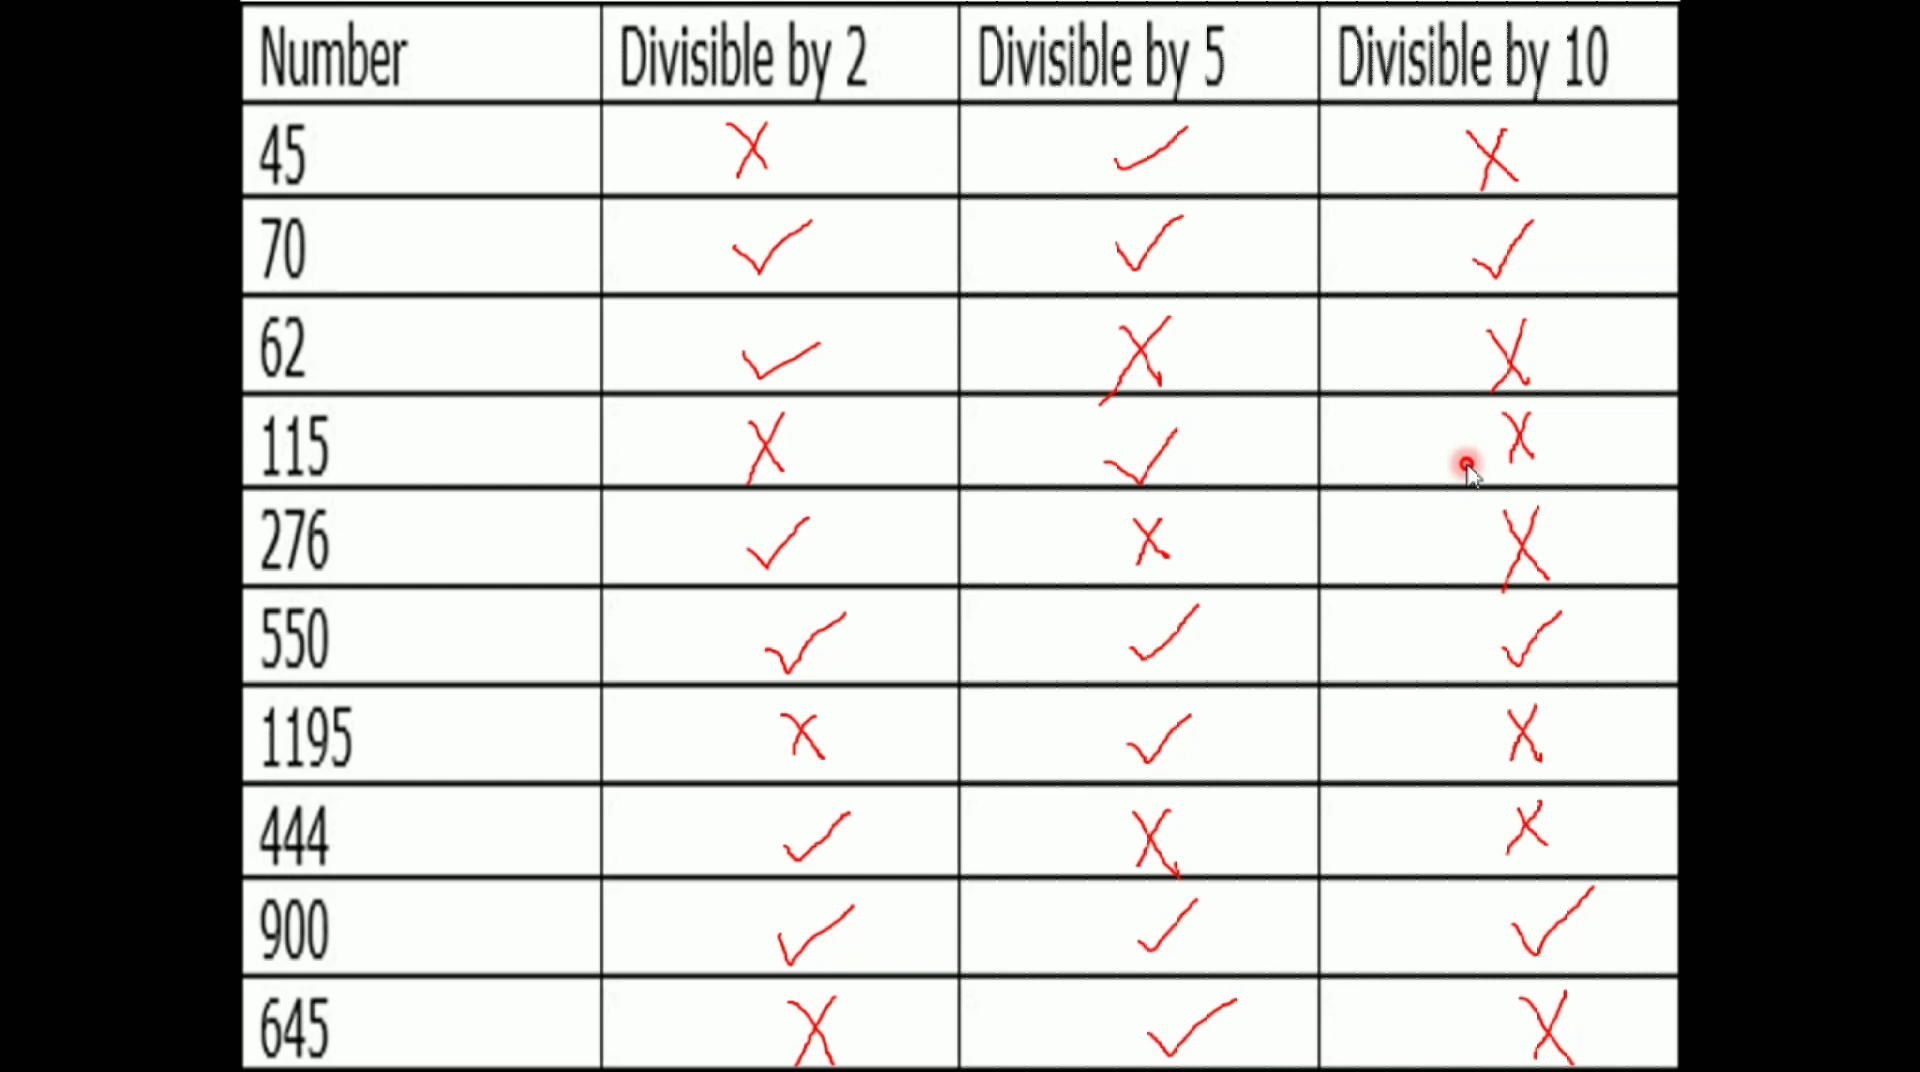 Number Divisible by 2 Divisible by 5 Divisible by 10
45 ✗ ✓ ✗
70 ✓ ✓ ✓
62 ✓ ✗ ✗
115 ✗ ✓ ✗
276 ✓ ✗ ✗
550 ✓ ✓ ✓
1195 ✗ ✓ ✗
444 ✓ ✗ ✗
900 ✓ ✓ ✓
645 ✗ ✓ ✗